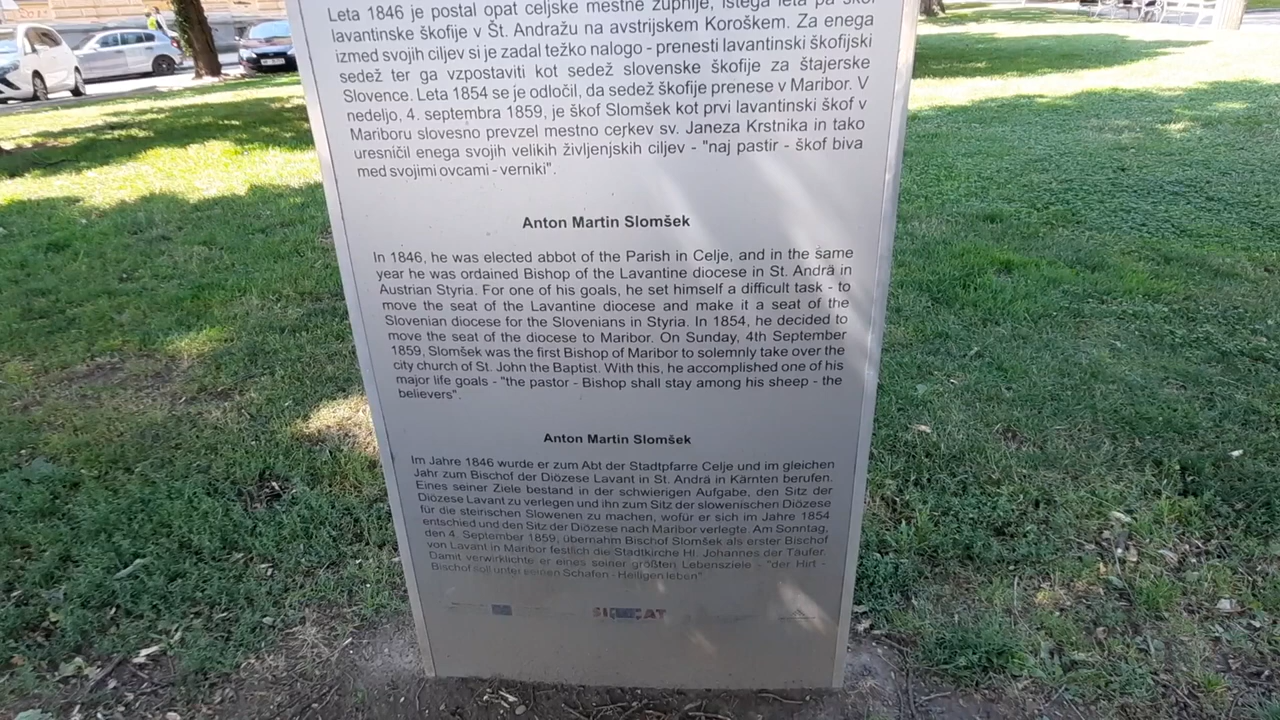 Leta 1846 je postal opat celjske mestne župnije, istega leta pa škof
lavantinske škofije v Št. Andražu na avstrijskem Koroškem. Za enega
izmed svojih ciljev si je zadal težko nalogo - prenesti lavantinski škofijski
sedež ter ga vzpostaviti kot sedež slovenske škofije za štajerske
Slovence. Leta 1854 se je odločil, da sedež škofije prenese v Maribor. V
nedeljo, 4. septembra 1859, je škof Slomšek kot prvi lavantinski škof v
Mariboru slovesno prevzel mestno cerkev sv. Janeza Krstnika in tako
uresničil enega svojih velikih življenjskih ciljev - "naj pastir - škof biva
med svojimi ovcami - verniki".
Anton Martin Slomšek
In 1846, he was elected abbot of the Parish in Celje, and in the same
year he was ordained Bishop of the Lavantine diocese in St. Andrä in
Austrian Styria. For one of his goals, he set himself a difficult task - to
move the seat of the Lavantine diocese and make it a seat of the
Slovenian diocese for the Slovenians in Styria. In 1854, he decided to
move the seat of the diocese to Maribor. On Sunday, 4th September
1859, Slomšek was the first Bishop of Maribor to solemnly take over the
city church of St. John the Baptist. With this, he accomplished one of his
major life goals - "the pastor - Bishop shall stay among his sheep - the
believers".
Anton Martin Slomšek
Im Jahre 1846 wurde er zum Abt der Stadtpfarre Celje und im gleichen
Jahr zum Bischof der Diözese Lavant in St. Andrä in Kärnten berufen.
Eines seiner Ziele bestand in der schwierigen Aufgabe, den Sitz der
Diözese Lavant zu verlegen und ihn zum Sitz der slowenischen Diözese
für die steirischen Slowenen zu machen, wofür er sich im Jahre 1854
entschied und den Sitz der Diözese nach Maribor verlegte. Am Sonntag,
den 4. September 1859, übernahm Bischof Slomšek als erster Bischof
von Lavant in Maribor festlich die Stadtkirche Hl. Johannes der Täufer.
Damit verwirklichte er eines seiner größten Lebensziele - "der Hirt -
Bischof soll unter seinen Schafen - Heiligen leben"